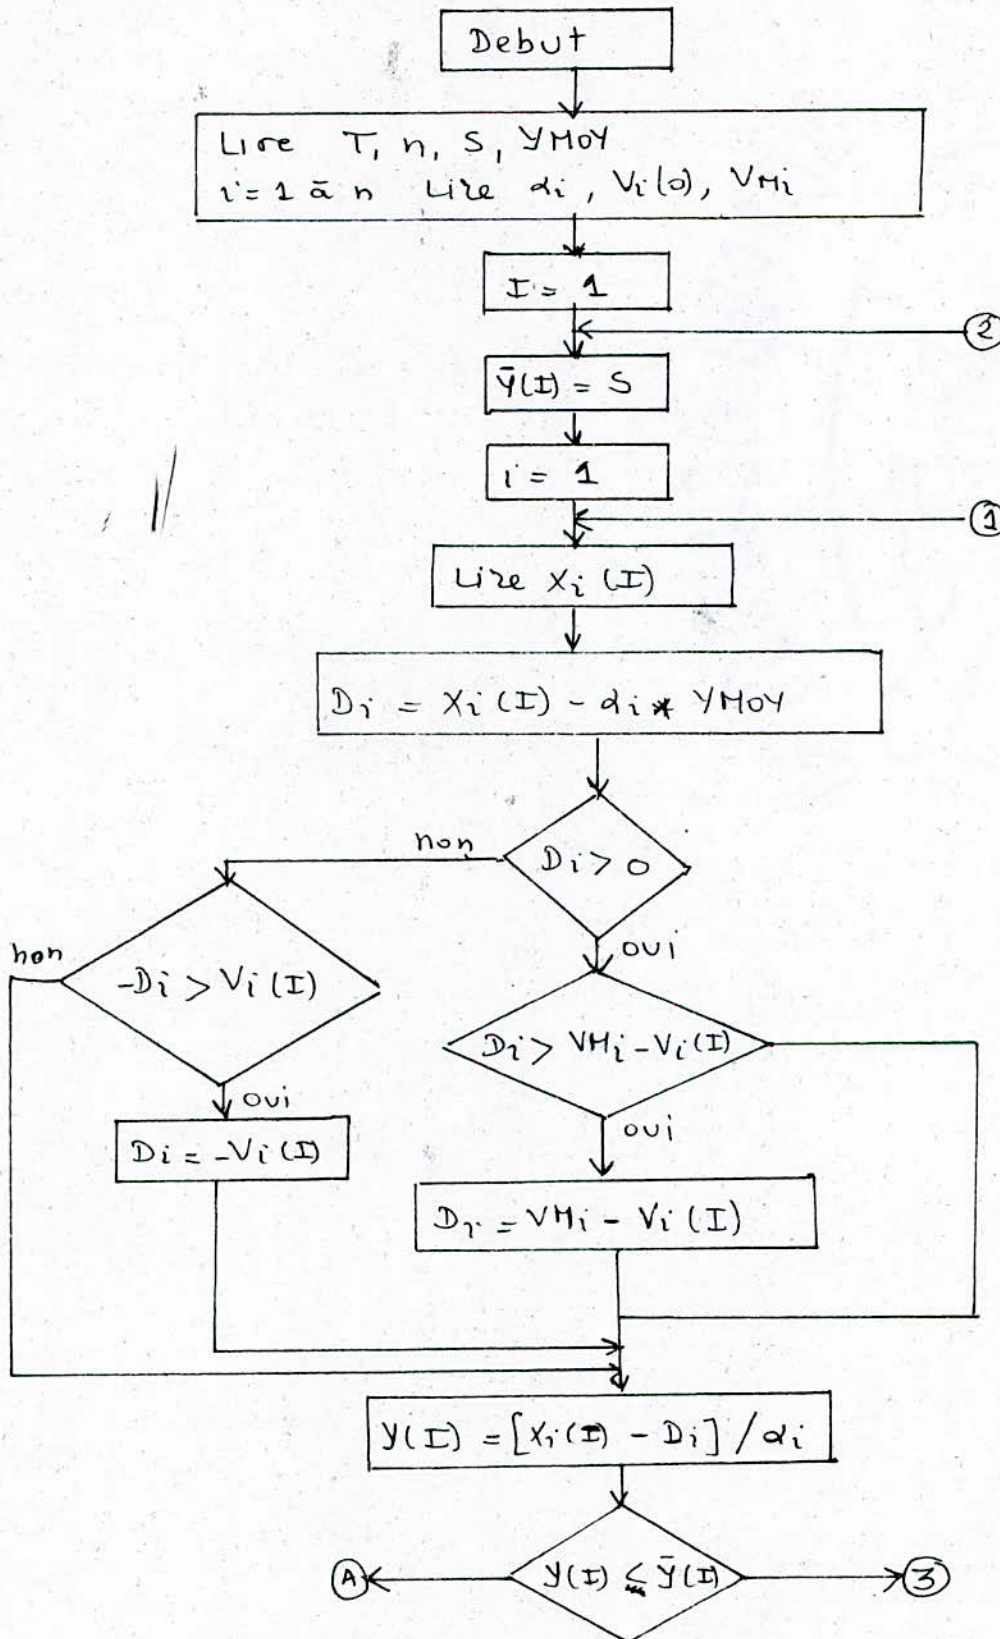 Debut
Lire T, n, S, YMOY
i = 1 à n Lire αi, Vi(0), VMi
I = 1
2
Ȳ(I) = S
i = 1
1
Lire Xi (I)
Di = Xi (I) - αi * YMOY
non
Di > 0
oui
non
-Di > Vi (I)
Di > VMi - Vi (I)
oui
oui
Di = -Vi (I)
Di = VMi - Vi (I)
Y(I) = [Xi (I) - Di] / αi
A
Y(I) ≤ Ȳ(I)
3